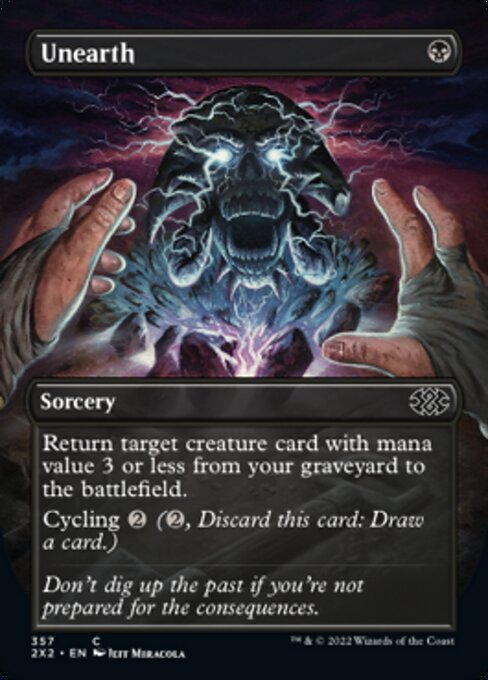 Unearth
Sorcery
Return target creature card with mana
value 3 or less from your graveyard to
the battlefield.
Cycling 2 (2, Discard this card: Draw
a card.)
Don't dig up the past if you're not
prepared for the consequences.
357 C
2X2 • EN Jeff Miracola
™ & © 2022 Wizards of the Coast